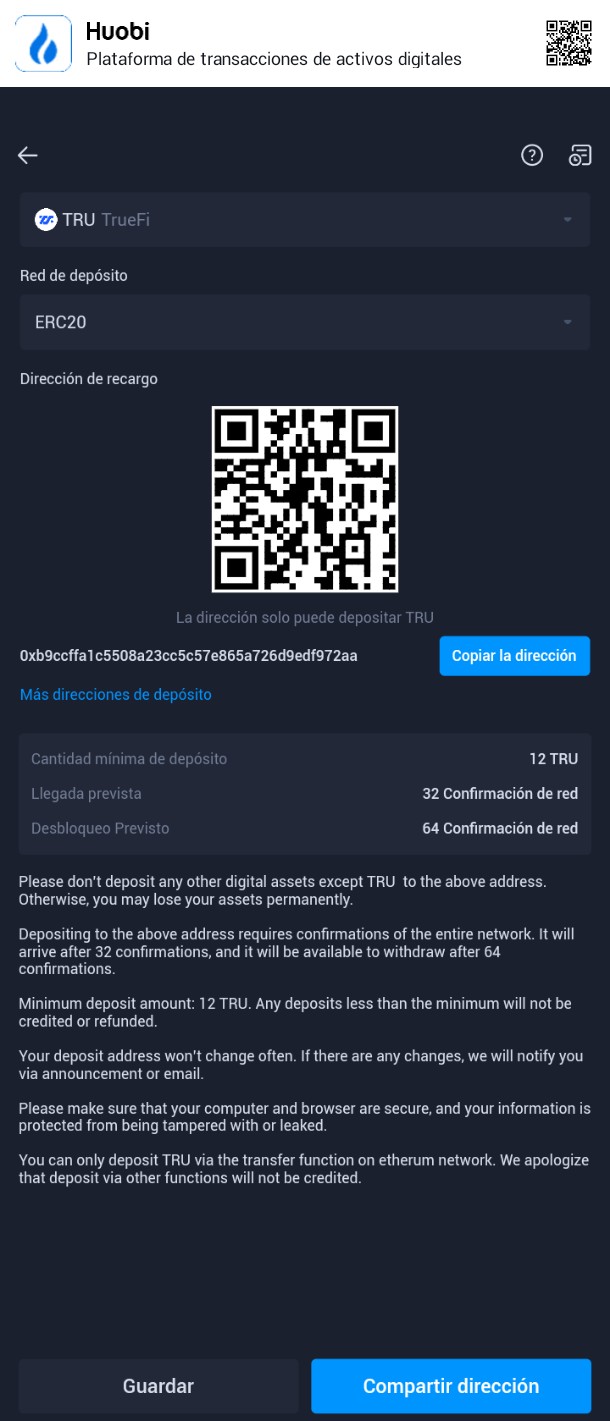 Huobi
Plataforma de transacciones de activos digitales
TRU TrueFi
Red de depósito
ERC20
Dirección de recargo
La dirección solo puede depositar TRU
0xb9ccffa1c5508a23cc5c57e865a726d9edf972aa
Copiar la dirección
Más direcciones de depósito
Cantidad mínima de depósito 12 TRU
Llegada prevista 32 Confirmación de red
Desbloqueo Previsto 64 Confirmación de red
Please don't deposit any other digital assets except TRU to the above address.
Otherwise, you may lose your assets permanently.
Depositing to the above address requires confirmations of the entire network. It will
arrive after 32 confirmations, and it will be available to withdraw after 64
confirmations.
Minimum deposit amount: 12 TRU. Any deposits less than the minimum will not be
credited or refunded.
Your deposit address won't change often. If there are any changes, we will notify you
via announcement or email.
Please make sure that your computer and browser are secure, and your information is
protected from being tampered with or leaked.
You can only deposit TRU via the transfer function on etherum network. We apologize
that deposit via other functions will not be credited.
Guardar
Compartir dirección